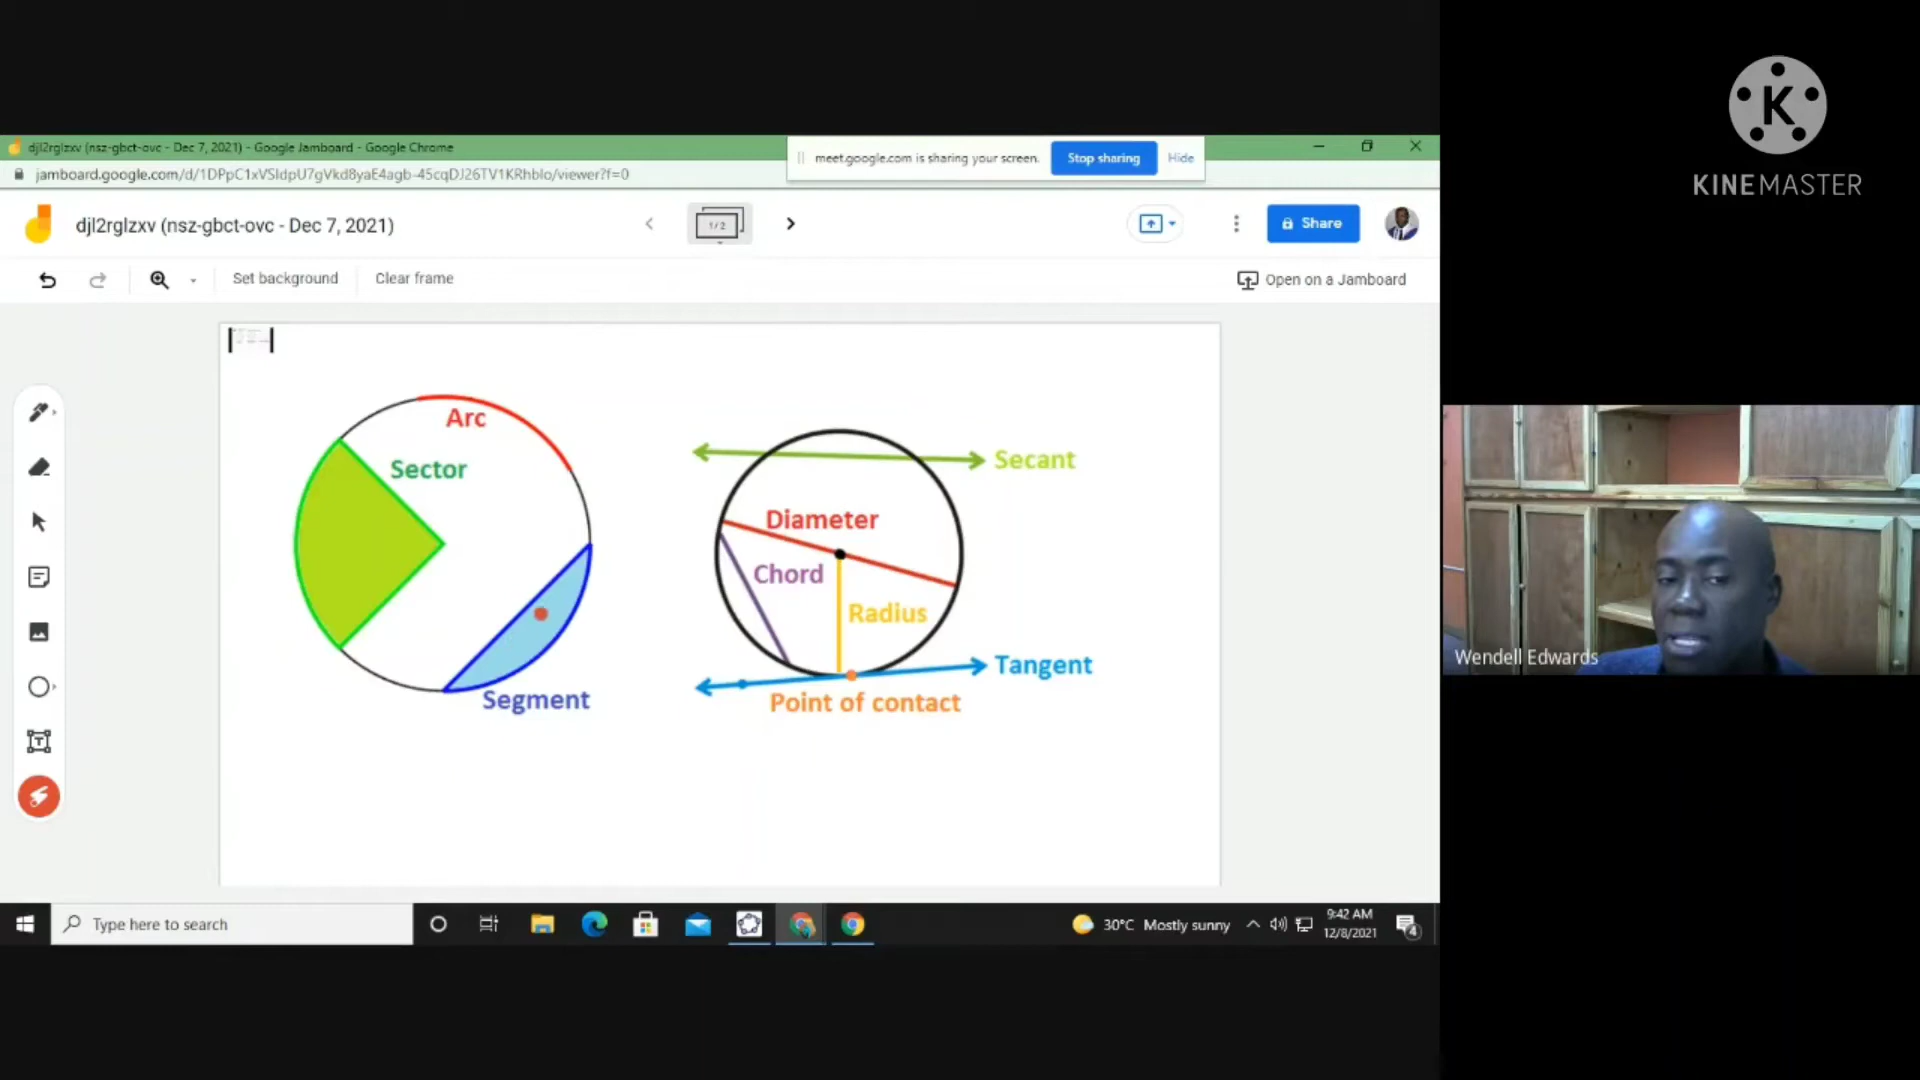 djl2rglzxv (nsz-gbct-ovc - Dec 7, 2021) - Google Jamboard - Google Chrome
meet.google.com is sharing your screen.
Stop sharing
Hide
jamboard.google.com/d/1DPpC1xVSIdpU7gVkd8yaE4agb-45cqDJ26TV1KRhblo/viewer?f=0
djl2rglzxv (nsz-gbct-ovc - Dec 7, 2021)
1/2
Share
Set background
Clear frame
Open on a Jamboard
Arc
Sector
Segment
Secant
Diameter
Chord
Radius
Tangent
Point of contact
Type here to search
30°C Mostly sunny
9:42 AM
12/8/2021
4
K
KINEMASTER
Wendell Edwards